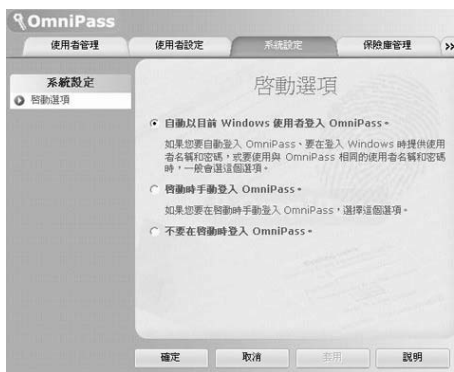 OmniPass
使用者管理 使用者設定 系統設定 保險庫管理 »
系統設定
啓動選項
啓動選項
自動以目前 Windows 使用者登入 OmniPass。
如果您要自動登入 OmniPass、要在登入 Windows 時提供使用
者名稱和密碼，或要使用與 OmniPass 相同的使用者名稱和密碼
時，一般會選這個選項。
啓動時手動登入 OmniPass。
如果您要在啓動時手動登入 OmniPass，選擇這個選項。
不要在啓動時登入 OmniPass。
確定 取消 套用 說明